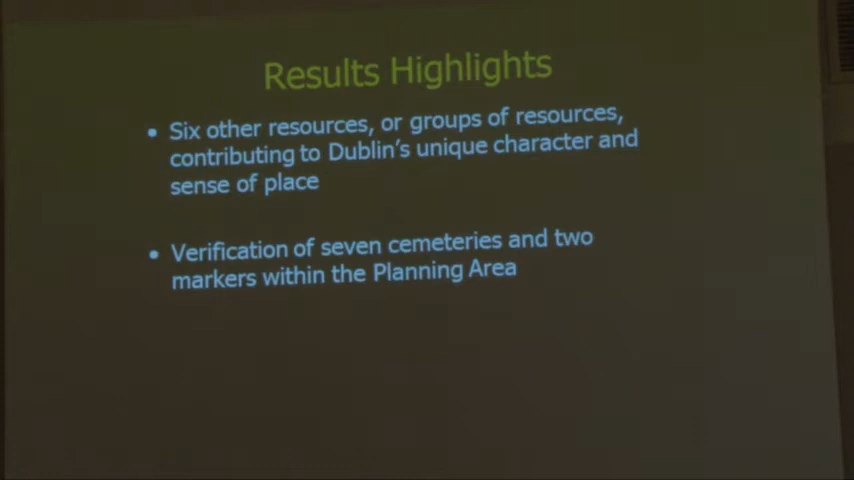 Results Highlights
• Six other resources, or groups of resources,
contributing to Dublin's unique character and
sense of place
• Verification of seven cemeteries and two
markers within the Planning Area